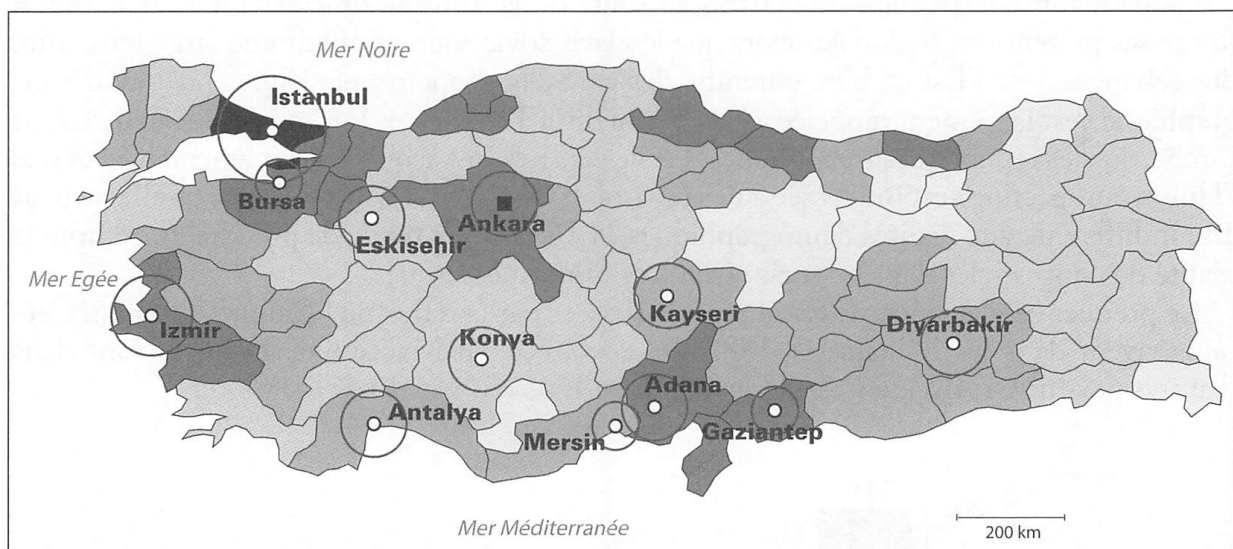 Mer Noire
Istanbul
Bursa
Eskisehir
Ankara
Mer Egée
Izmir
Konya
Kayseri
Diyarbakir
Antalya
Adana
Mersin
Gaziantep
Mer Méditerranée
200 km